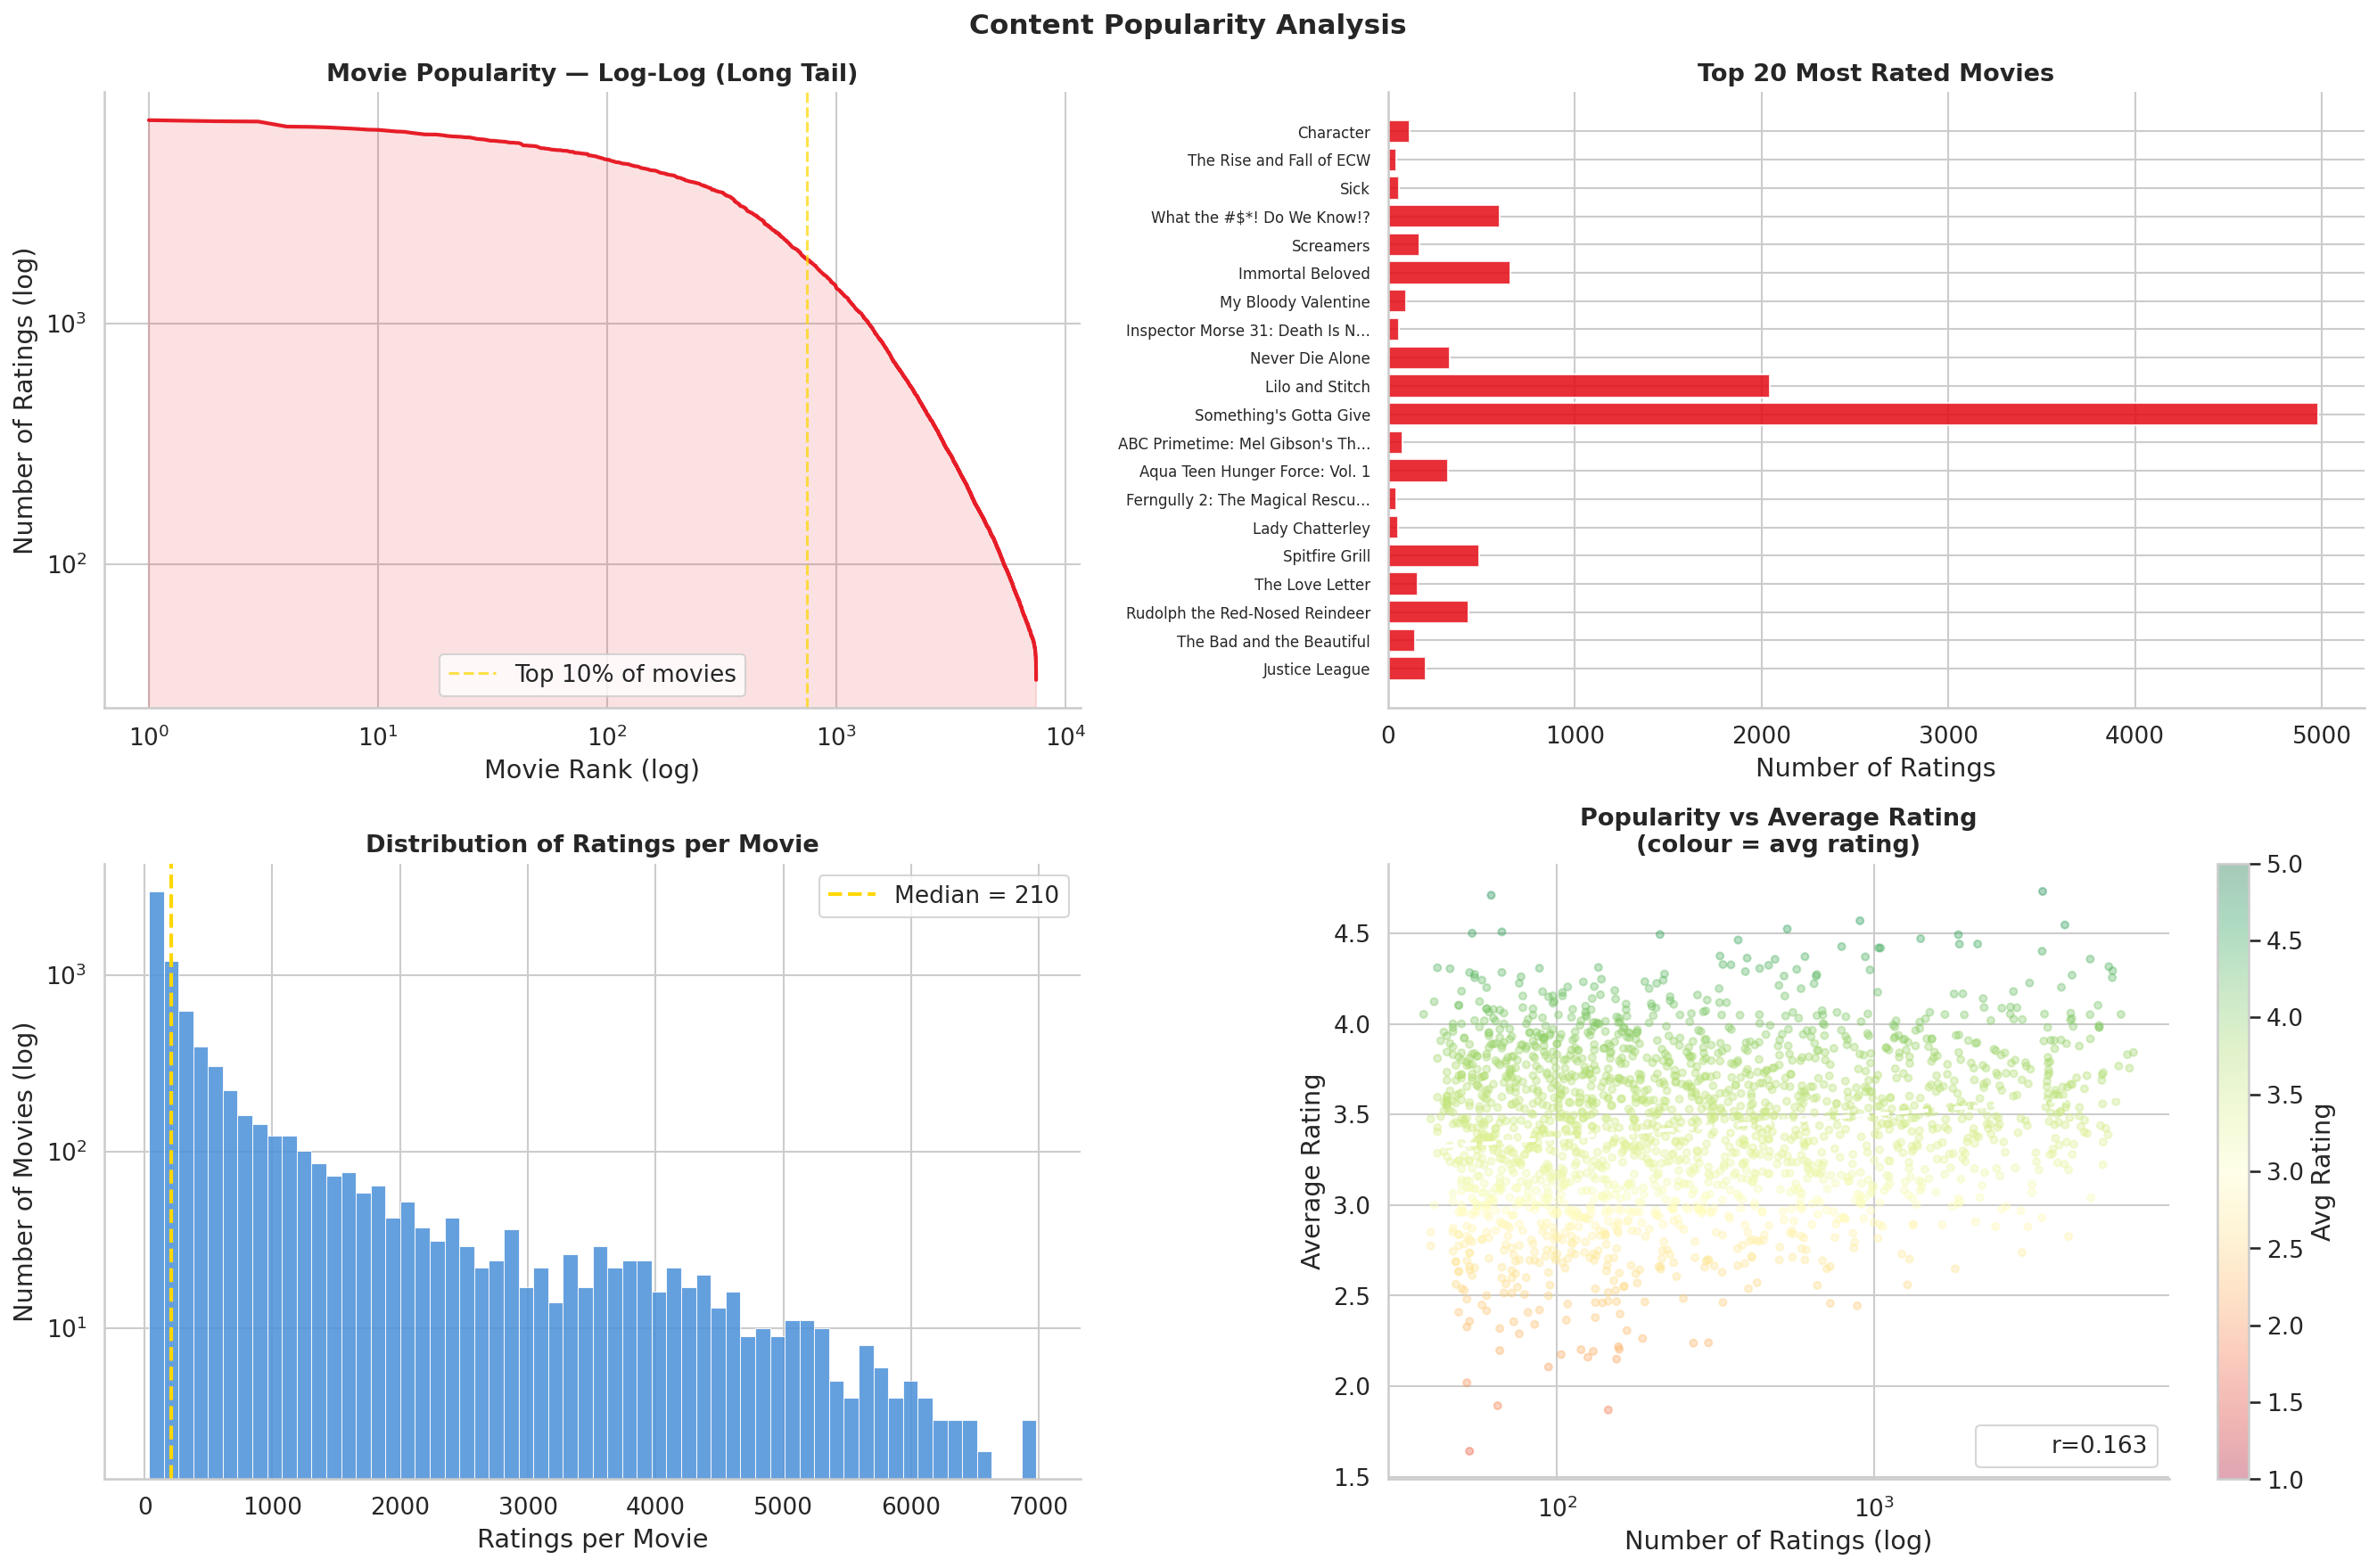 Content Popularity Analysis
Movie Popularity — Log-Log (Long Tail)
Number of Ratings (log)
10³
10²
Top 10% of movies
10⁰ 10¹ 10² 10³ 10⁴
Movie Rank (log)
Top 20 Most Rated Movies
Character
The Rise and Fall of ECW
Sick
What the #$*! Do We Know!?
Screamers
Immortal Beloved
My Bloody Valentine
Inspector Morse 31: Death Is N...
Never Die Alone
Lilo and Stitch
Something's Gotta Give
ABC Primetime: Mel Gibson's Th...
Aqua Teen Hunger Force: Vol. 1
Ferngully 2: The Magical Rescu...
Lady Chatterley
Spitfire Grill
The Love Letter
Rudolph the Red-Nosed Reindeer
The Bad and the Beautiful
Justice League
0 1000 2000 3000 4000 5000
Number of Ratings
Distribution of Ratings per Movie
Number of Movies (log)
10³
10²
10¹
Median = 210
0 1000 2000 3000 4000 5000 6000 7000
Ratings per Movie
Popularity vs Average Rating
(colour = avg rating)
Average Rating
4.5
4.0
3.5
3.0
2.5
2.0
1.5
r=0.163
10² 10³
Number of Ratings (log)
5.0
4.5
4.0
3.5
3.0
2.5
2.0
1.5
1.0
Avg Rating